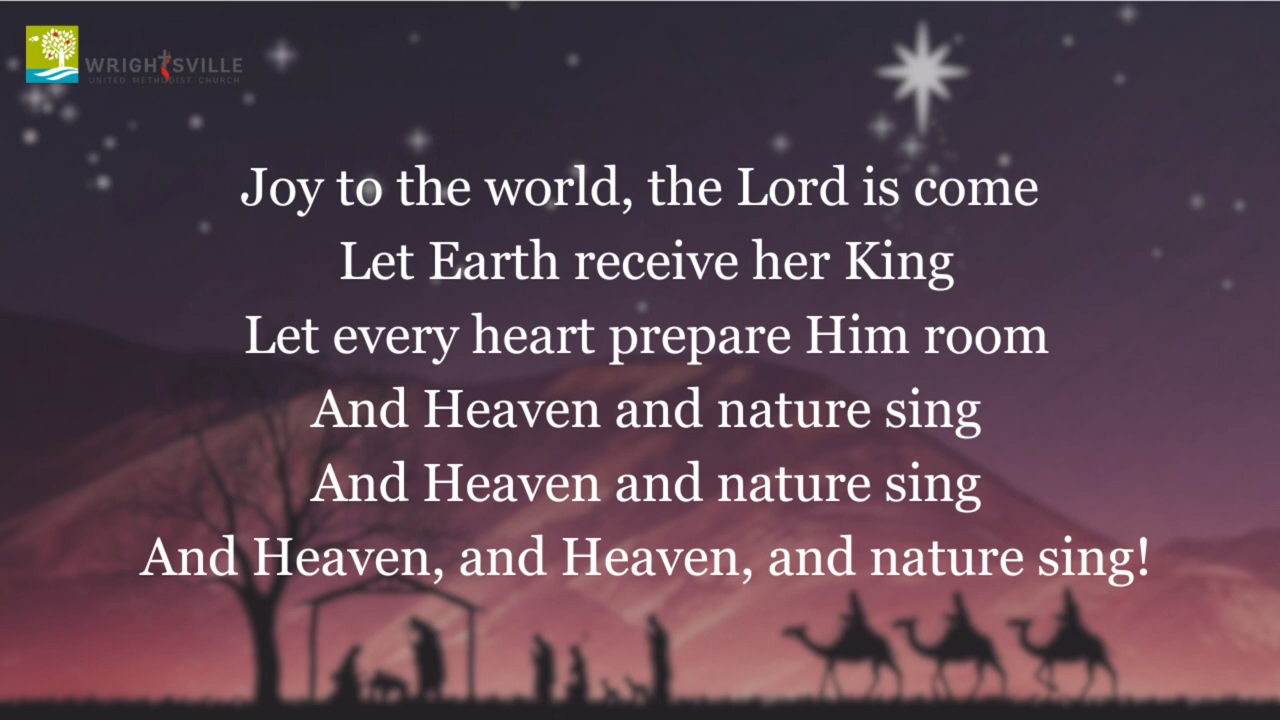 WRIGHTSVILLE
UNITED METHODIST CHURCH
Joy to the world, the Lord is come
Let Earth receive her King
Let every heart prepare Him room
And Heaven and nature sing
And Heaven and nature sing
And Heaven, and Heaven, and nature sing!